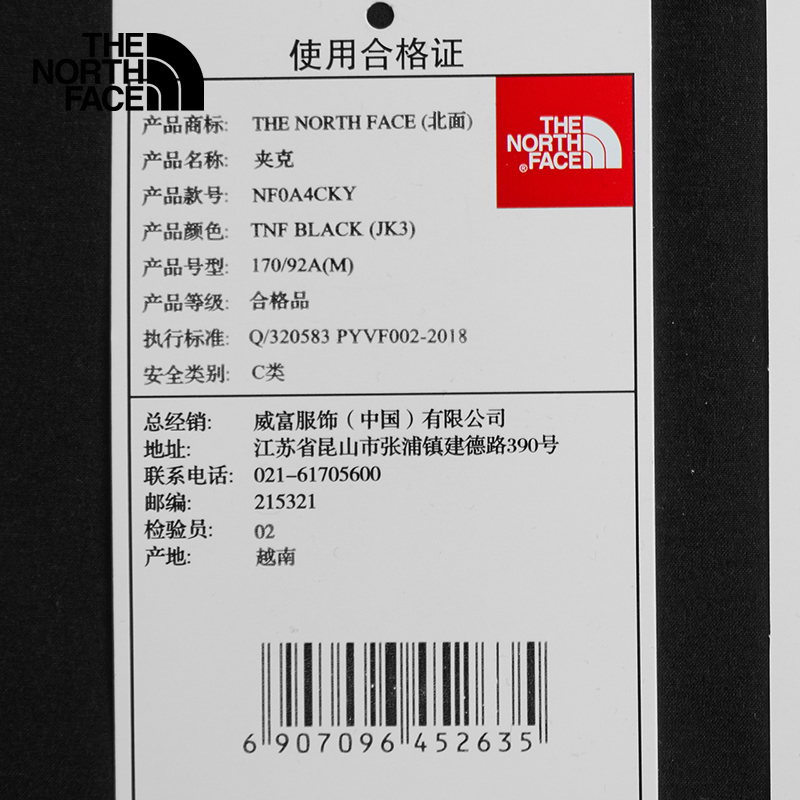 THE
NORTH
FACE
使用合格证
产品商标: THE NORTH FACE (北面)
产品名称: 夹克
产品款号: NF0A4CKY
产品颜色: TNF BLACK (JK3)
产品号型: 170/92A(M)
产品等级: 合格品
执行标准: Q/320583 PYVF002-2018
安全类别: C类
THE
NORTH
FACE
®
总经销: 威富服饰（中国）有限公司
地址: 江苏省昆山市张浦镇建德路390号
联系电话: 021-61705600
邮编: 215321
检验员: 02
产地: 越南
6 907096 452635